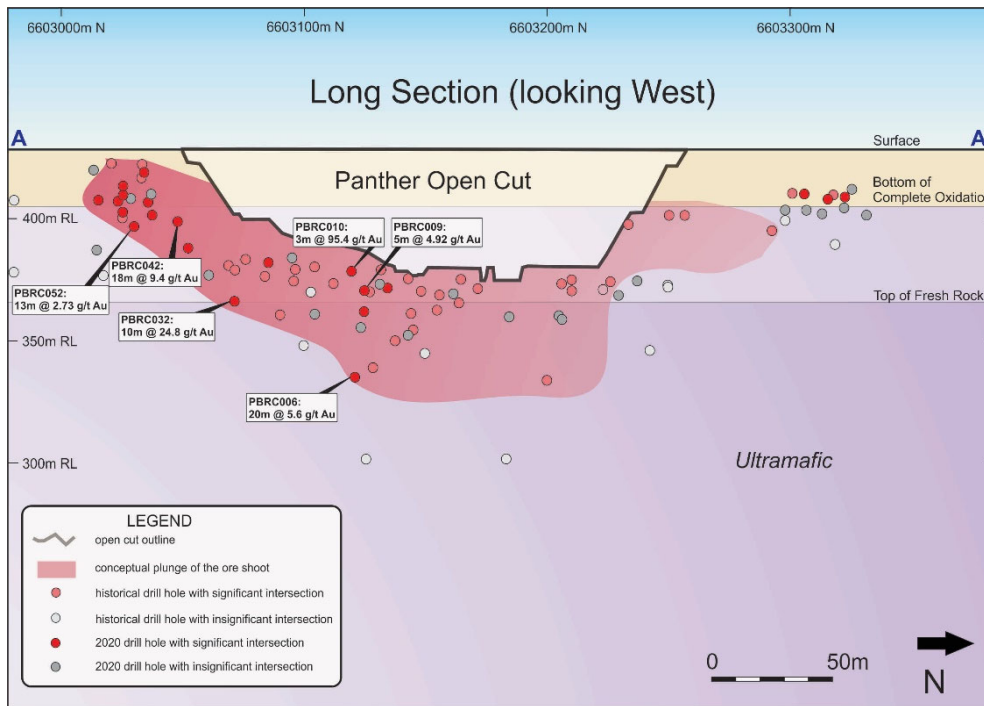 6603000m N
6603100m N
6603200m N
6603300m N
Long Section (looking West)
A
Surface
A
Panther Open Cut
Bottom of
Complete Oxidation
400m RL
PBRC010:
3m @ 95.4 g/t Au
PBRC009:
5m @ 4.92 g/t Au
PBRC042:
18m @ 9.4 g/t Au
PBRC052:
13m @ 2.73 g/t Au
PBRC032:
10m @ 24.8 g/t Au
Top of Fresh Rock
350m RL
PBRC006:
20m @ 5.6 g/t Au
300m RL
Ultramafic
LEGEND
open cut outline
conceptual plunge of the ore shoot
historical drill hole with significant intersection
historical drill hole with insignificant intersection
2020 drill hole with significant intersection
2020 drill hole with insignificant intersection
0
50m
N